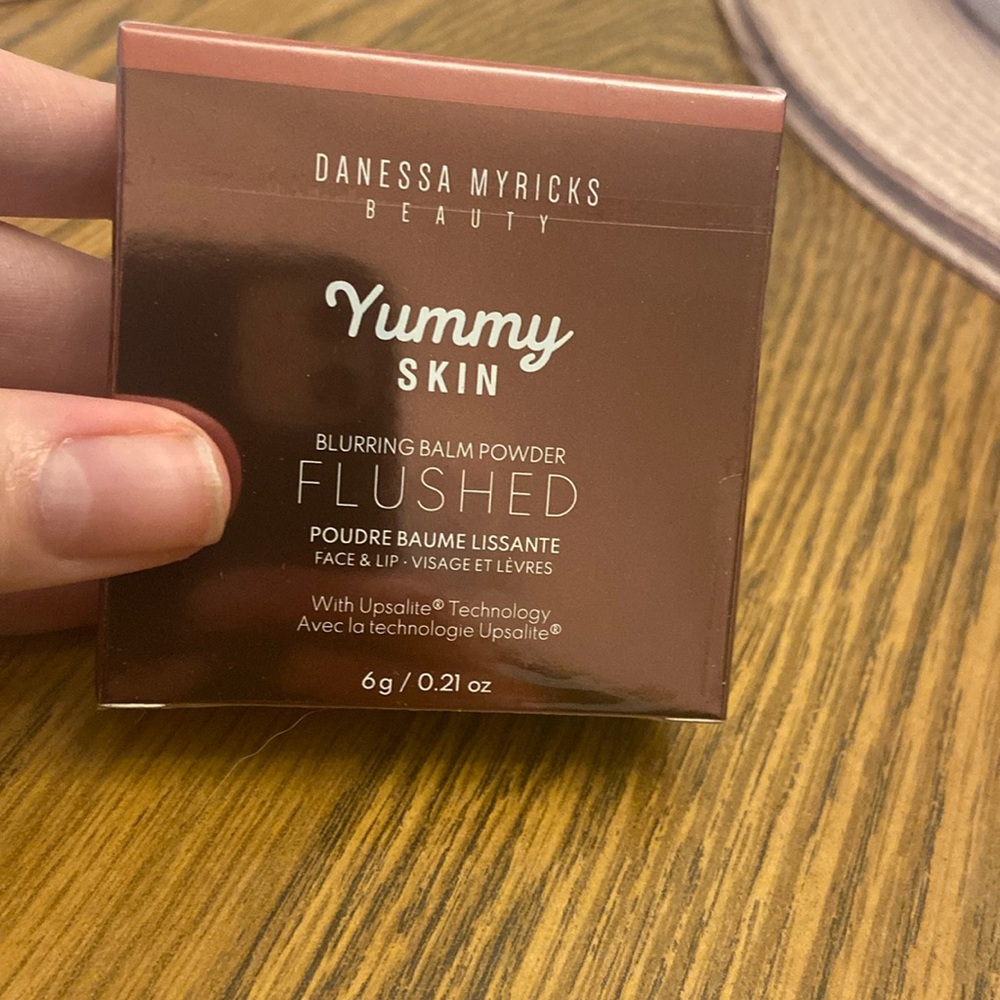 DANESSA MYRICKS
BEAUTY
Yummy
SKIN
BLURRING BALM POWDER
FLUSHED
POUDRE BAUME LISSANTE
FACE & LIP · VISAGE ET LÈVRES
With Upsalite® Technology
Avec la technologie Upsalite®
6g / 0.21 oz